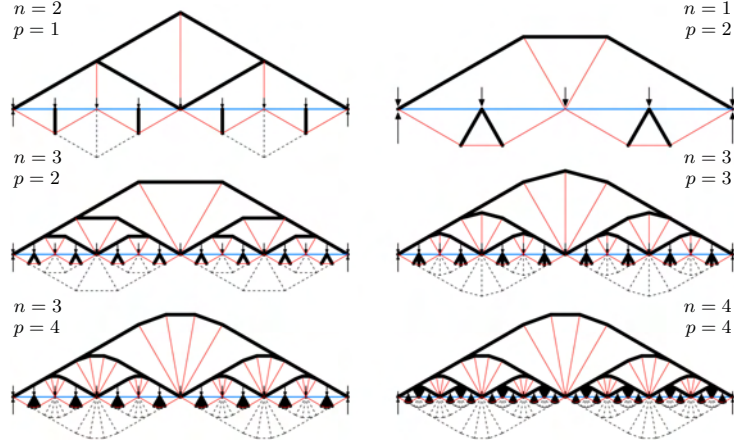 n = 2
p = 1
n = 1
p = 2
n = 3
p = 2
n = 3
p = 3
n = 3
p = 4
n = 4
p = 4